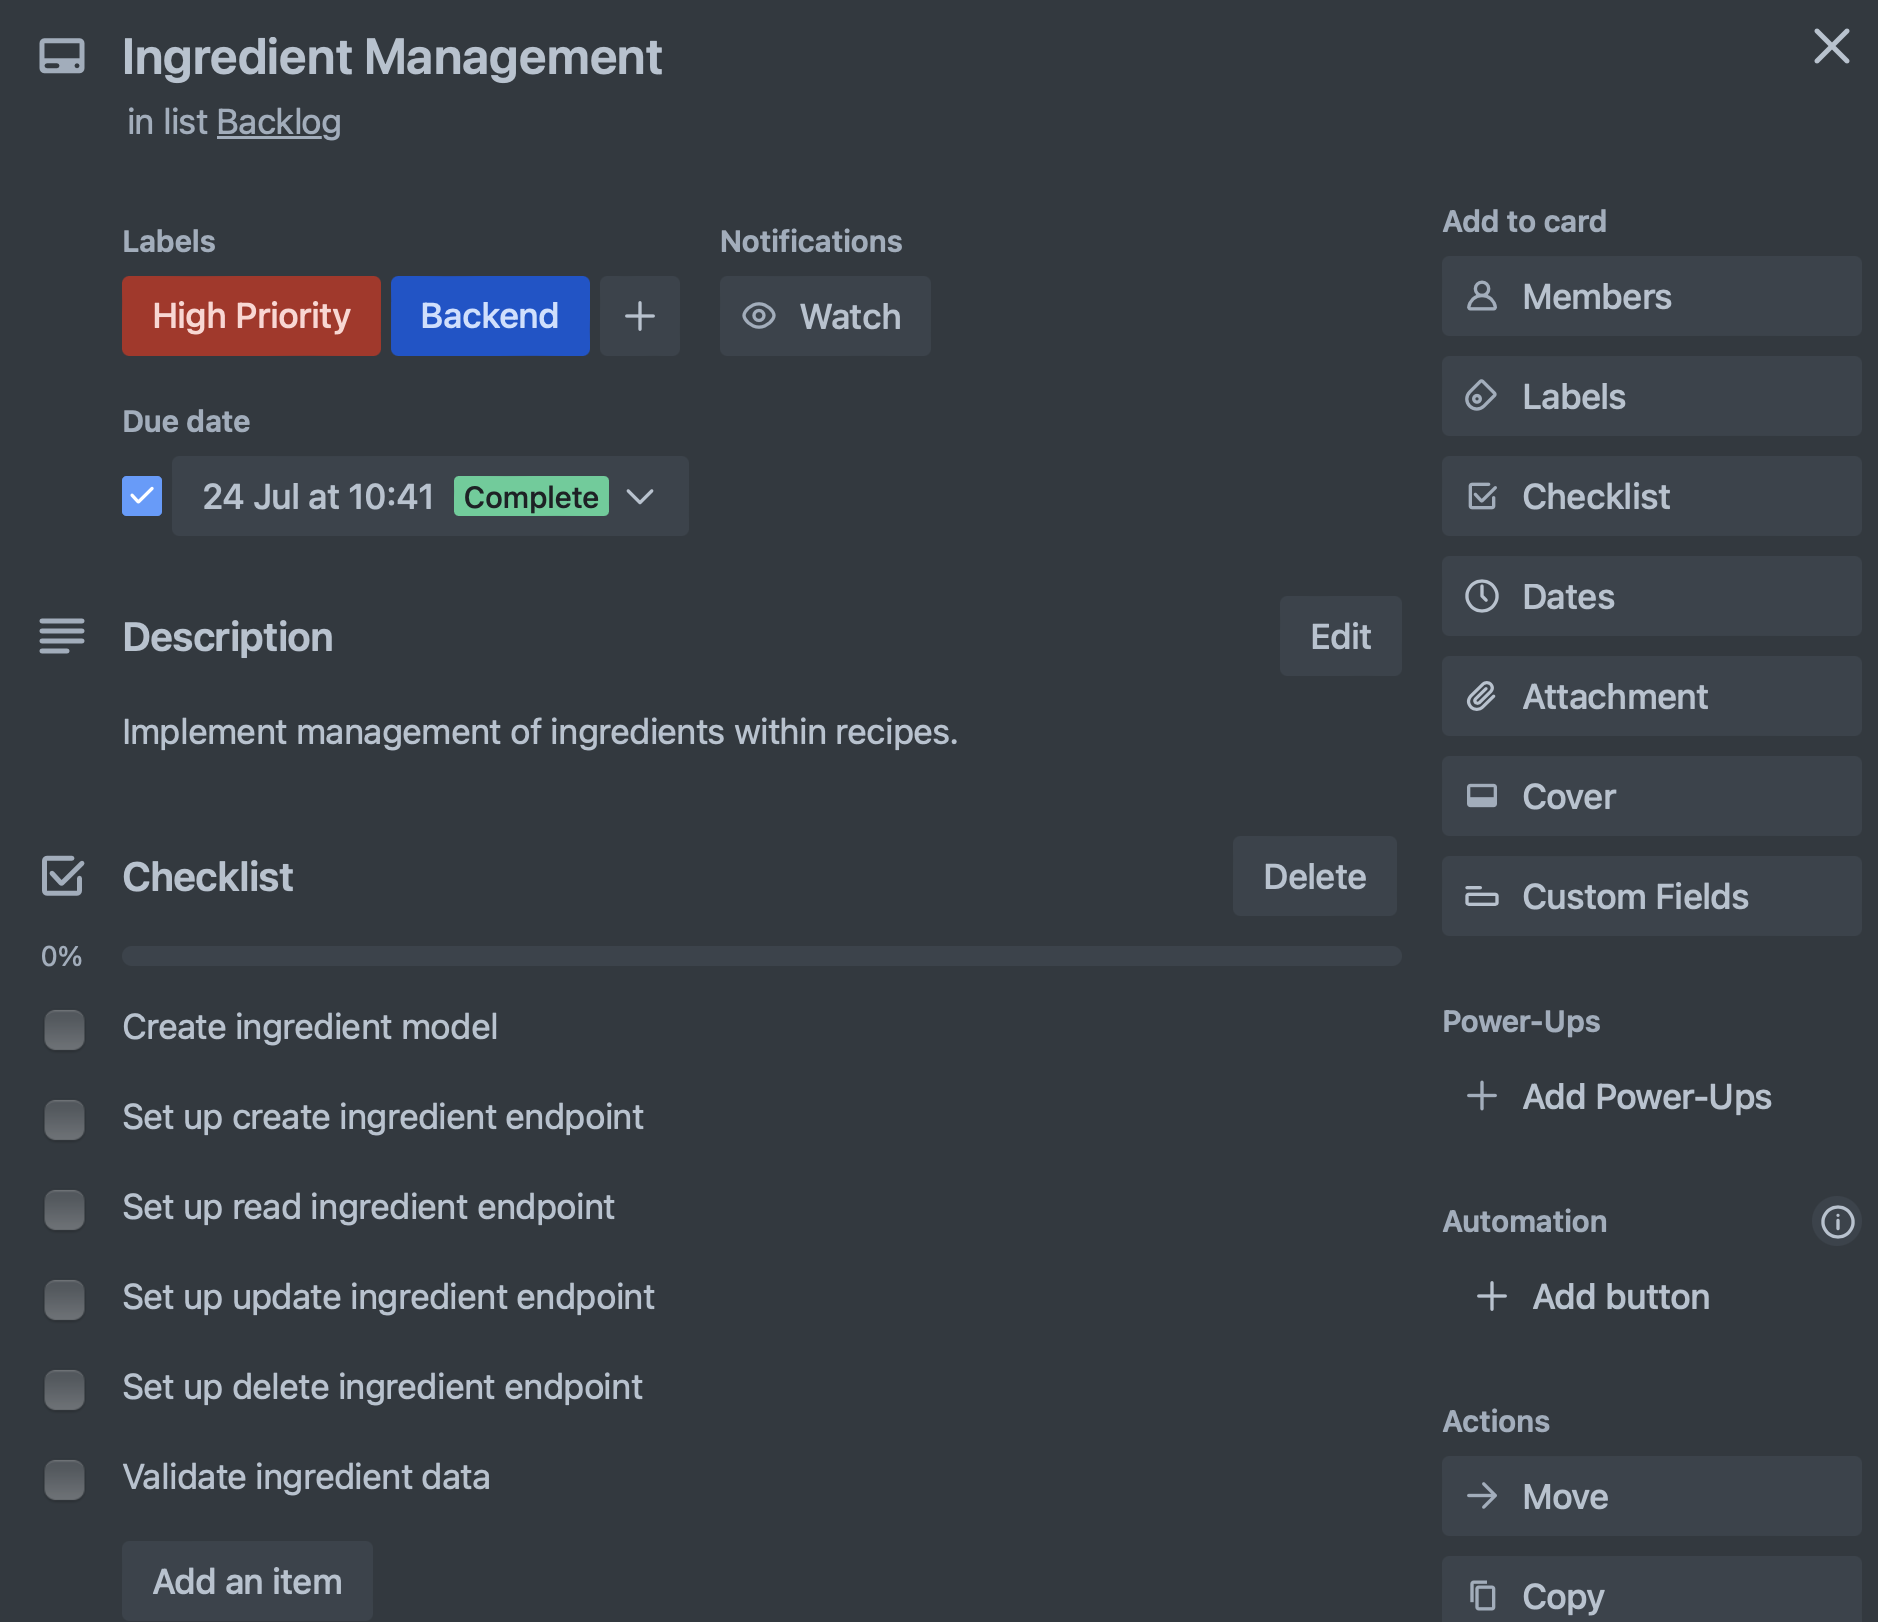 Ingredient Management
in list Backlog
Labels
High Priority
Backend
Notifications
Watch
Due date
24 Jul at 10:41 Complete
Description
Edit
Implement management of ingredients within recipes.
Checklist
Delete
0%
Create ingredient model
Set up create ingredient endpoint
Set up read ingredient endpoint
Set up update ingredient endpoint
Set up delete ingredient endpoint
Validate ingredient data
Add an item
Add to card
Members
Labels
Checklist
Dates
Attachment
Cover
Custom Fields
Power-Ups
Add Power-Ups
Automation
Add button
Actions
Move
Copy